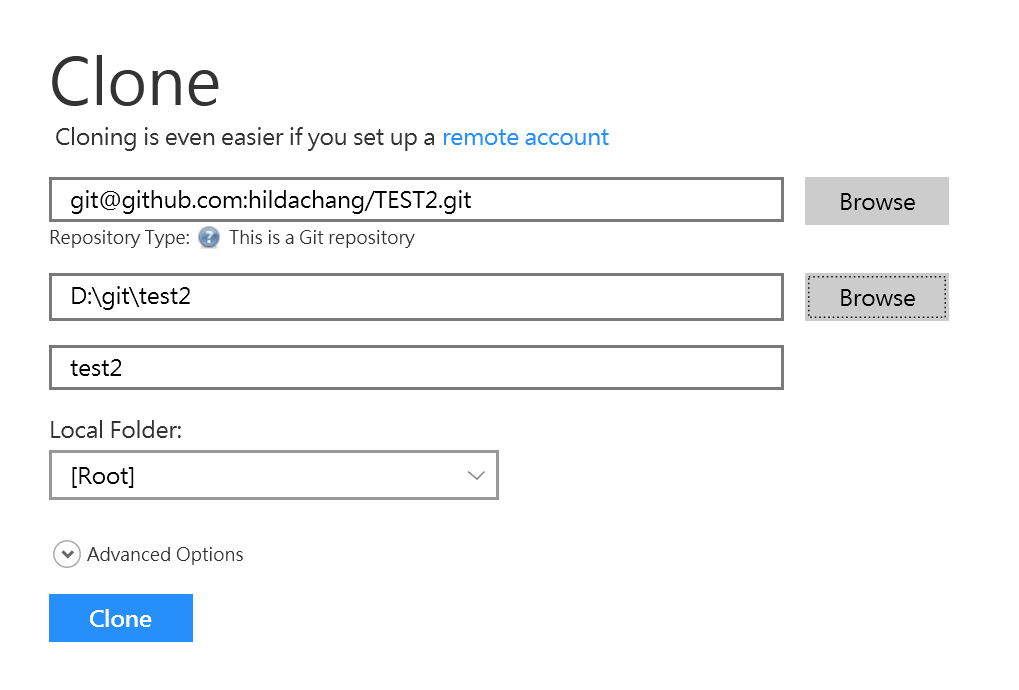 Clone
Cloning is even easier if you set up a remote account
git@github.com:hildachang/TEST2.git
Browse
Repository Type: ? This is a Git repository
D:\git\test2
Browse
test2
Local Folder:
[Root]
Advanced Options
Clone